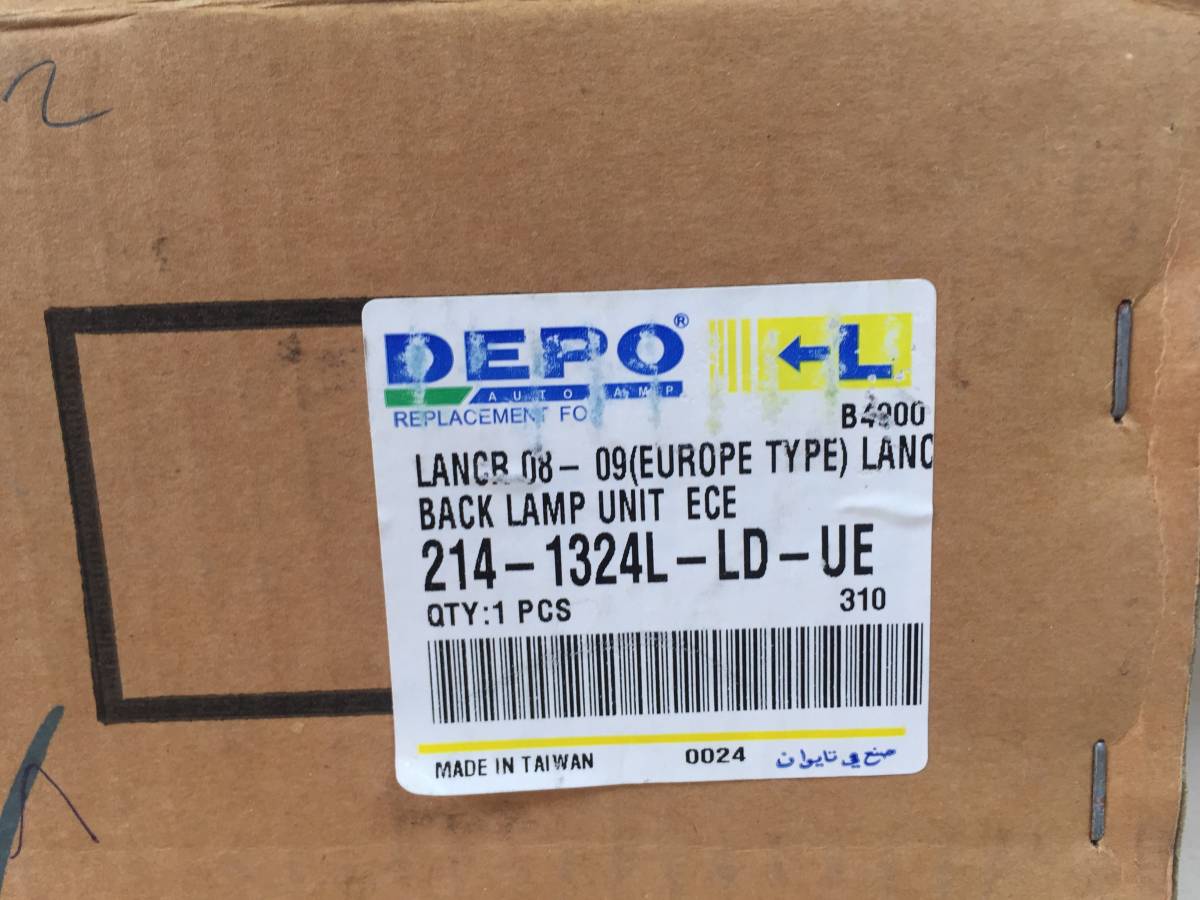 DEPO®
L
AUTO LAMP
REPLACEMENT FO
B4900
LANCR 08- 09(EUROPE TYPE) LANC
BACK LAMP UNIT ECE
214-1324L-LD-UE
QTY:1 PCS 310
MADE IN TAIWAN 0024 صنع في تايوان